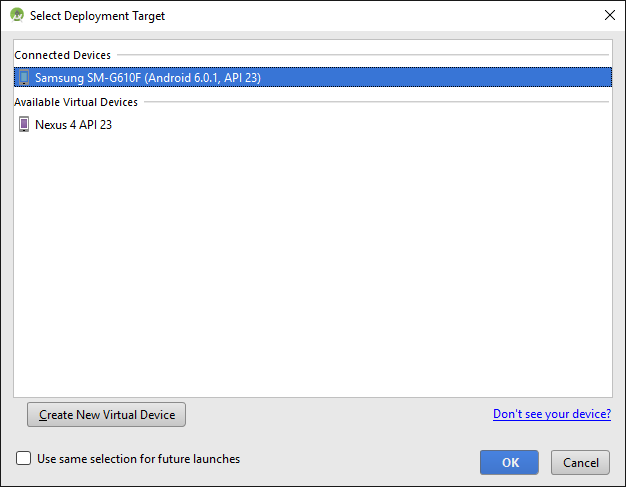 Select Deployment Target
Connected Devices
Samsung SM-G610F (Android 6.0.1, API 23)
Available Virtual Devices
Nexus 4 API 23
Create New Virtual Device
Don't see your device?
Use same selection for future launches
OK
Cancel